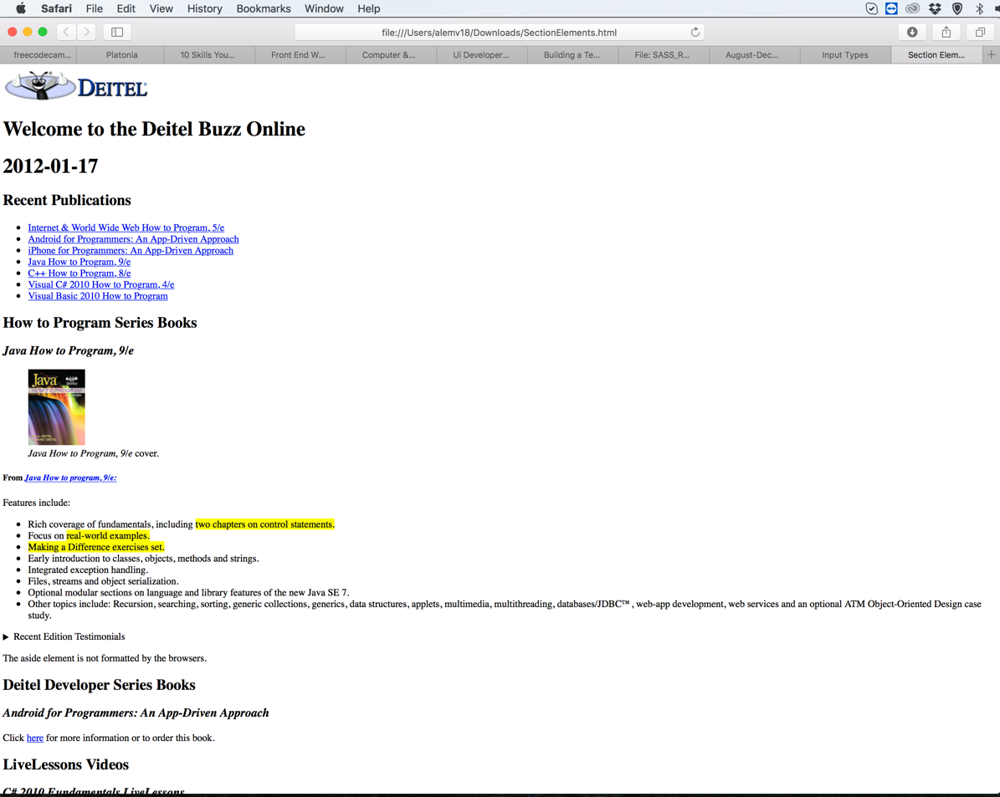 Safari File Edit View History Bookmarks Window Help
file:///Users/alemv18/Downloads/SectionElements.html
freecodecam... Platonia 10 Skills You... Front End W... Computer &... Ui Developer... Building a Te... File: SASS_R... August-Dec... Input Types Section Elem...
DEITEL
Welcome to the Deitel Buzz Online
2012-01-17
Recent Publications
Internet & World Wide Web How to Program, 5/e
Android for Programmers: An App-Driven Approach
iPhone for Programmers: An App-Driven Approach
Java How to Program, 9/e
C++ How to Program, 8/e
Visual C# 2010 How to Program, 4/e
Visual Basic 2010 How to Program
How to Program Series Books
Java How to Program, 9/e
Java
HOW TO PROGRAM
Java How to Program, 9/e cover.
From Java How to program, 9/e:
Features include:
Rich coverage of fundamentals, including two chapters on control statements.
Focus on real-world examples.
Making a Difference exercises set.
Early introduction to classes, objects, methods and strings.
Integrated exception handling.
Files, streams and object serialization.
Optional modular sections on language and library features of the new Java SE 7.
Other topics include: Recursion, searching, sorting, generic collections, generics, data structures, applets, multimedia, multithreading, databases/JDBC™ , web-app development, web services and an optional ATM Object-Oriented Design case
study.
Recent Edition Testimonials
The aside element is not formatted by the browsers.
Deitel Developer Series Books
Android for Programmers: An App-Driven Approach
Click here for more information or to order this book.
LiveLessons Videos
C# 2010 Fundamentals LiveLessons